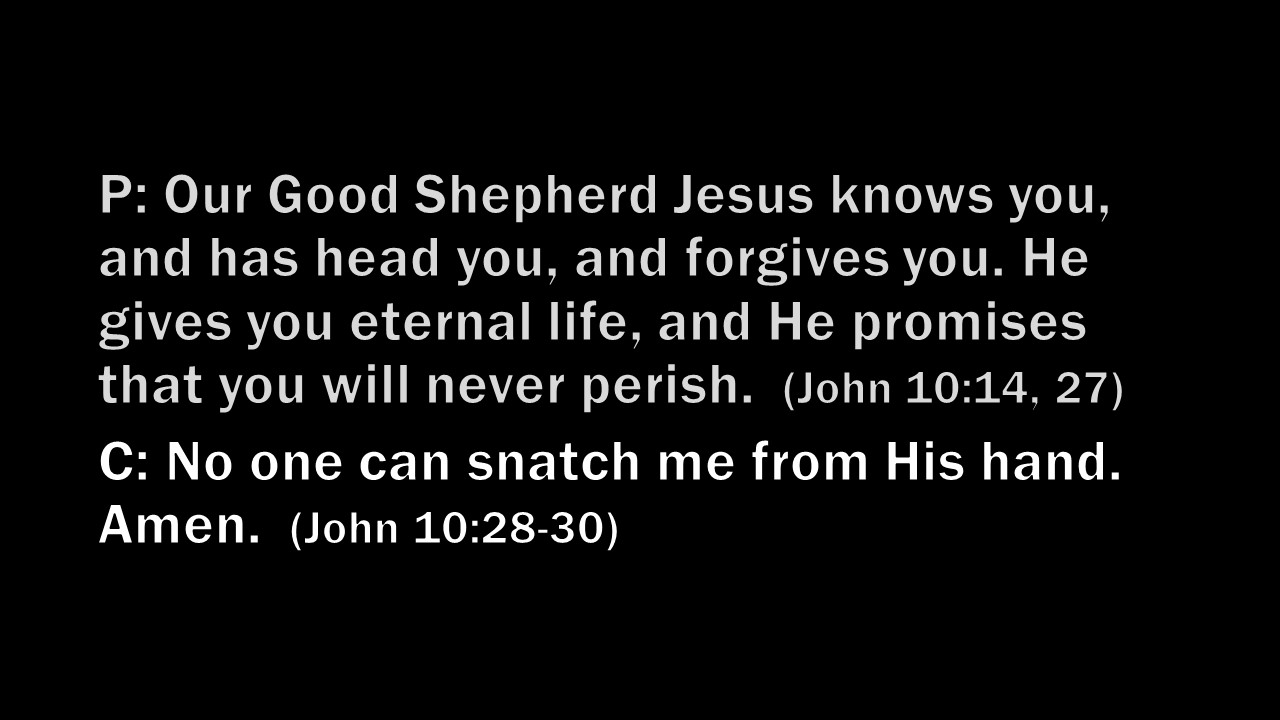 P: Our Good Shepherd Jesus knows you,
and has head you, and forgives you. He
gives you eternal life, and He promises
that you will never perish. (John 10:14, 27)
C: No one can snatch me from His hand.
Amen. (John 10:28-30)